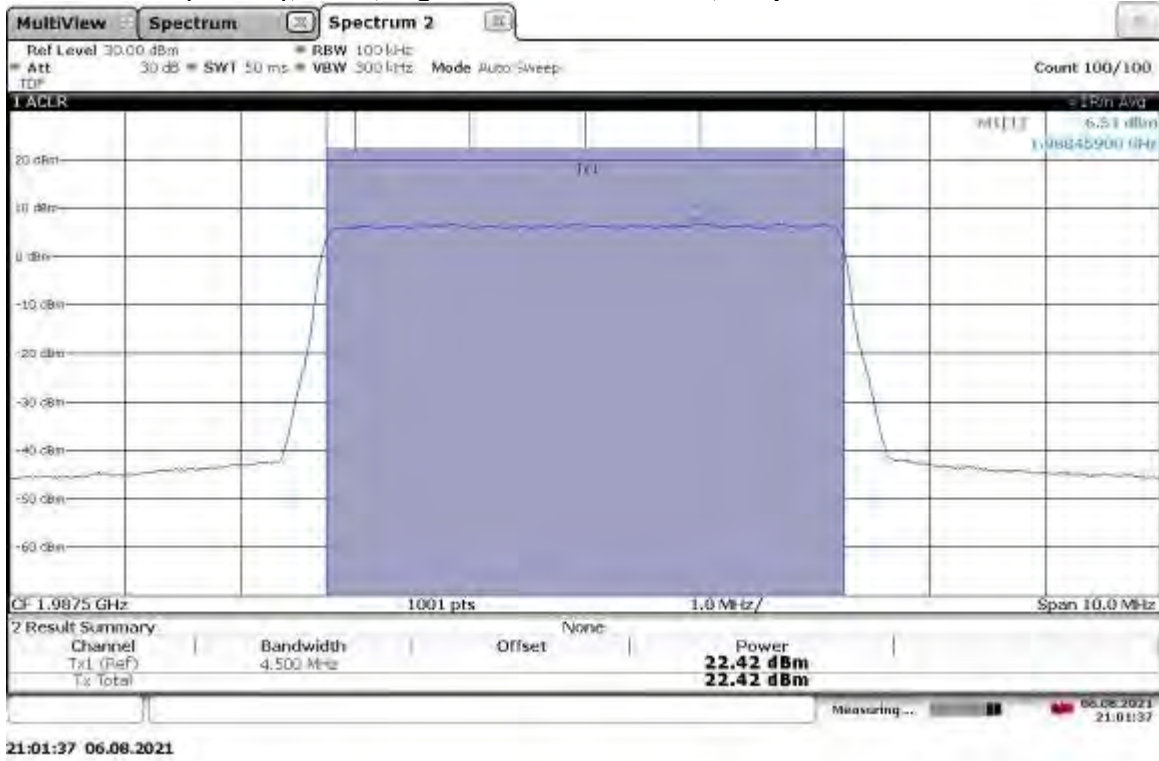 MultiView Spectrum Spectrum 2
Ref Level 30.00 dBm RBW 100 kHz
Att 30 dB SWT 50 ms VBW 300 kHz Mode Auto Sweep Count 100/100
TDF
1 ACLR 1Rm Avg
M1[1] 6.51 dBm
1.98845900 GHz
20 dBm
Tx1
10 dBm
0 dBm
-10 dBm
-20 dBm
-30 dBm
-40 dBm
-50 dBm
-60 dBm
CF 1.9875 GHz 1001 pts 1.0 MHz/ Span 10.0 MHz
2 Result Summary None
Channel Bandwidth Offset Power
Tx1 (Ref) 4.500 MHz 22.42 dBm
Tx Total 22.42 dBm
Measuring... 06.08.2021
21:01:37
21:01:37 06.08.2021